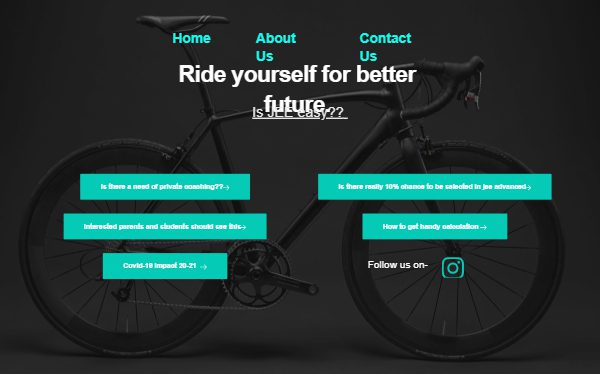 Home
About
Us
Contact
Us
Ride yourself for better
future.
Is JEE easy??
Is there a need of private coaching??→
Is there really 10% chance to be selected in jee advanced→
Interested parents and students should see this→
How to get handy calculation →
Covid-19 impact 20-21 →
Follow us on-